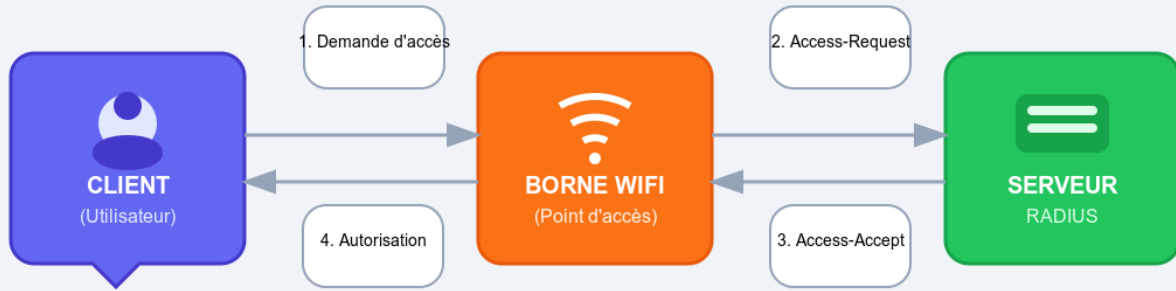 1. Demande d'accès
2. Access-Request
CLIENT
(Utilisateur)
BORNE WIFI
(Point d'accès)
SERVEUR
RADIUS
4. Autorisation
3. Access-Accept